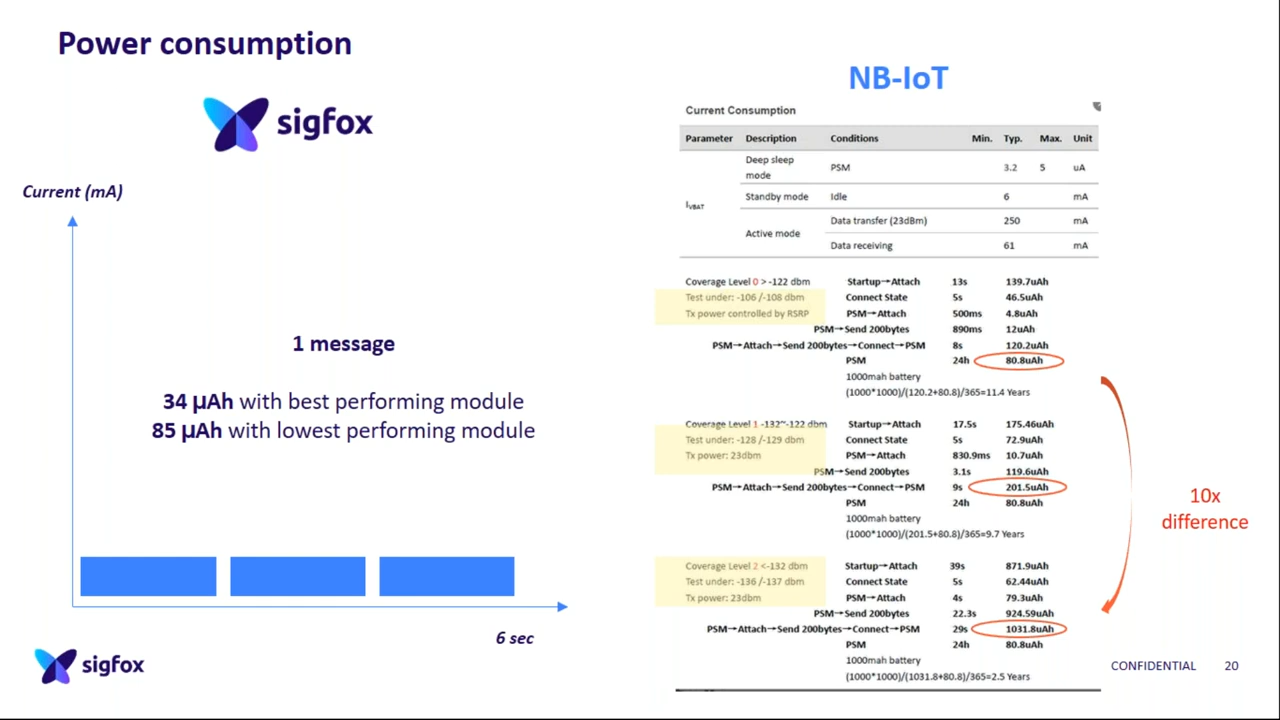 Power consumption
sigfox
Current (mA)
1 message
34 µAh with best performing module
85 µAh with lowest performing module
6 sec
sigfox
NB-IoT
Current Consumption
Parameter Description Conditions Min. Typ. Max. Unit
Deep sleep
mode PSM 3.2 5 uA
IVBAT
Standby mode Idle 6 mA
Active mode
Data transfer (23dBm) 250 mA
Data receiving 61 mA
Coverage Level 0 > -122 dbm Startup→Attach 13s 139.7uAh
Test under: -106 /-108 dbm Connect State 5s 46.5uAh
Tx power controlled by RSRP PSM→Attach 500ms 4.8uAh
PSM→Send 200bytes 890ms 12uAh
PSM→Attach→Send 200bytes→Connect→PSM 8s 120.2uAh
PSM 24h 80.8uAh
1000mah battery
(1000*1000)/(120.2+80.8)/365=11.4 Years
Coverage Level 1 -132~-122 dbm Startup→Attach 17.5s 175.46uAh
Test under: -128 /-129 dbm Connect State 5s 72.9uAh
Tx power: 23dbm PSM→Attach 830.9ms 10.7uAh
PSM→Send 200bytes 3.1s 119.6uAh
PSM→Attach→Send 200bytes→Connect→PSM 9s 201.5uAh
PSM 24h 80.8uAh
1000mah battery
(1000*1000)/(201.5+80.8)/365=9.7 Years
Coverage Level 2 <-132 dbm Startup→Attach 39s 871.9uAh
Test under: -136 /-137 dbm Connect State 5s 62.44uAh
Tx power: 23dbm PSM→Attach 4s 79.3uAh
PSM→Send 200bytes 22.3s 924.59uAh
PSM→Attach→Send 200bytes→Connect→PSM 29s 1031.8uAh
PSM 24h 80.8uAh
1000mah battery
(1000*1000)/(1031.8+80.8)/365=2.5 Years
10x
difference
CONFIDENTIAL 20